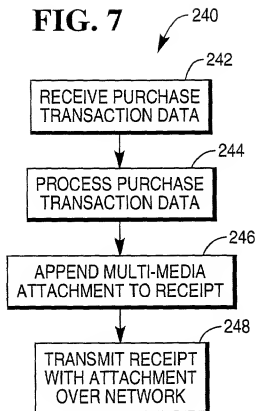 FIG. 7
240
242
RECEIVE PURCHASE
TRANSACTION DATA
244
PROCESS PURCHASE
TRANSACTION DATA
246
APPEND MULTI-MEDIA
ATTACHMENT TO RECEIPT
248
TRANSMIT RECEIPT
WITH ATTACHMENT
OVER NETWORK